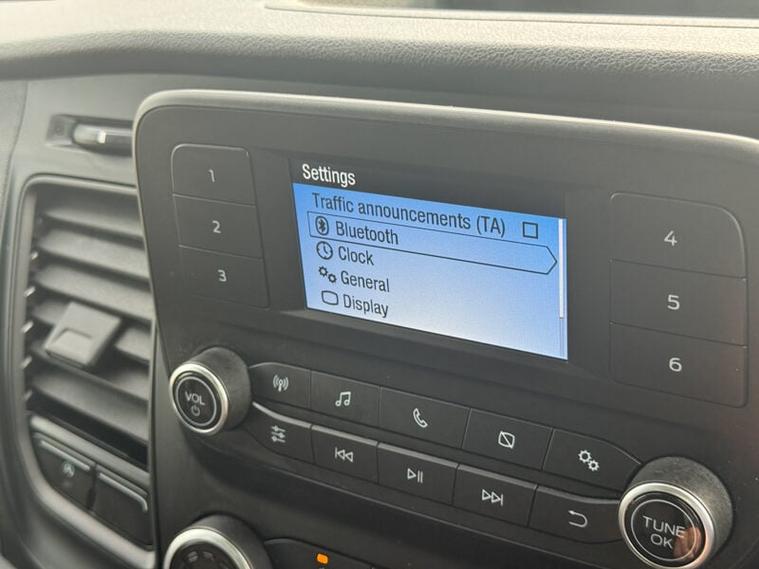 Settings
Traffic announcements (TA)
Bluetooth
Clock
General
Display
1
2
3
4
5
6
VOL
TUNE
OK